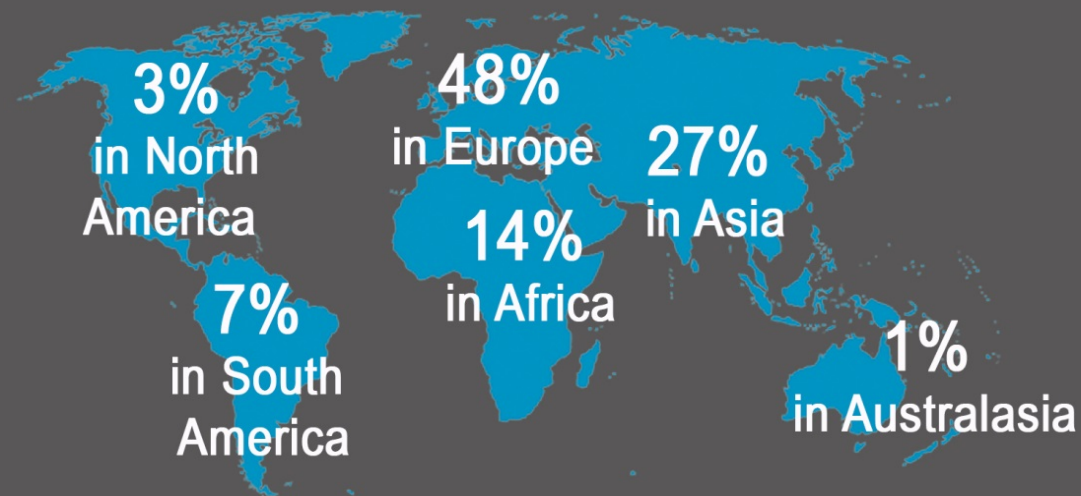 3%
in North
America
48%
in Europe
27%
in Asia
14%
in Africa
7%
in South
America
1%
in Australasia